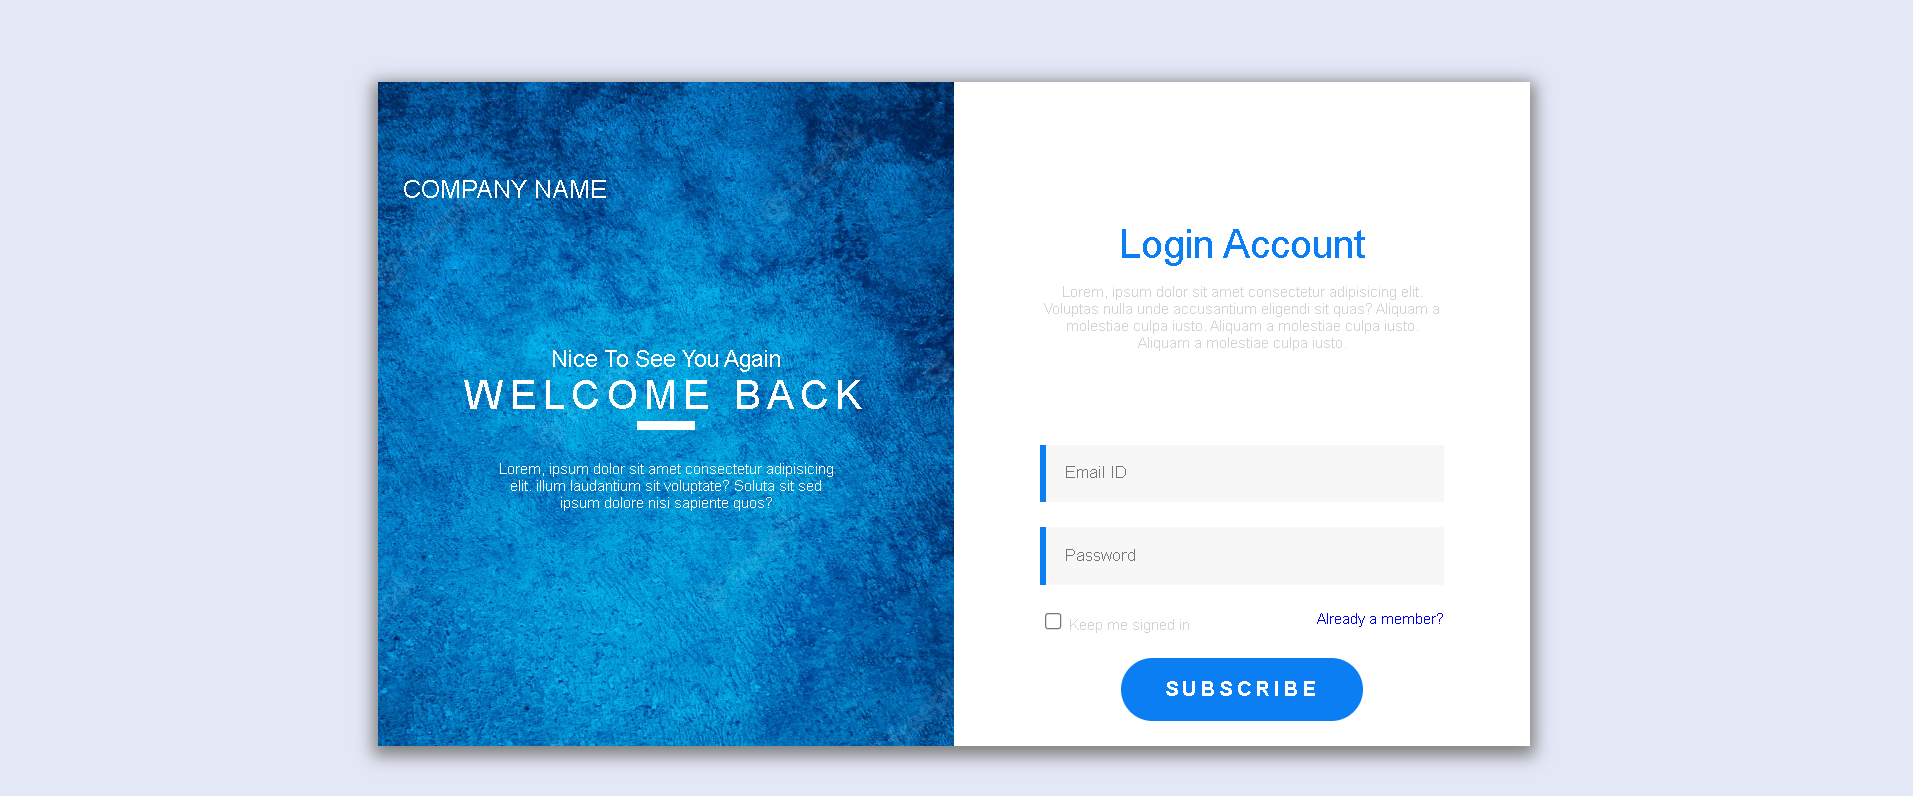 COMPANY NAME
Nice To See You Again
WELCOME BACK
Lorem, ipsum dolor sit amet consectetur adipisicing
elit. illum laudantium sit voluptate? Soluta sit sed
ipsum dolore nisi sapiente quos?
Login Account
Lorem, ipsum dolor sit amet consectetur adipisicing elit.
Voluptas nulla unde accusantium eligendi sit quas? Aliquam a
molestiae culpa iusto. Aliquam a molestiae culpa iusto.
Aliquam a molestiae culpa iusto.
Email ID
Password
Keep me signed in
Already a member?
SUBSCRIBE